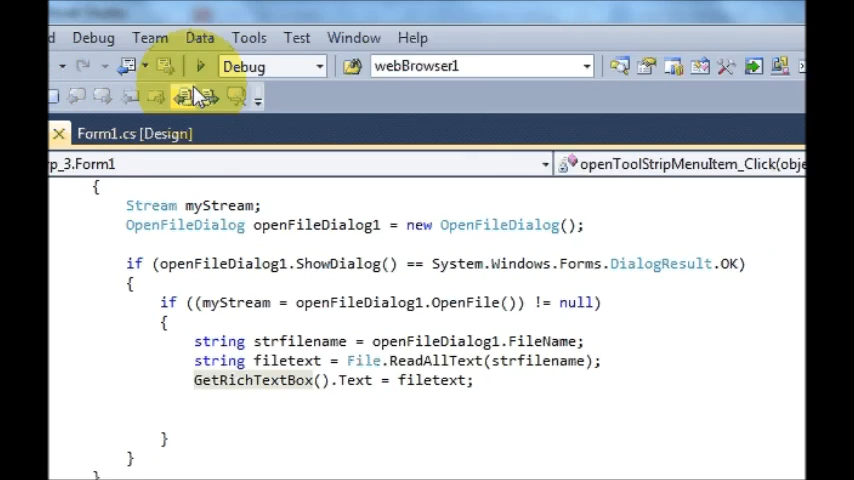 Debug Team Data Tools Test Window Help
Debug webBrowser1
Form1.cs [Design]
p_3.Form1 openToolStripMenuItem_Click(obje
{
Stream myStream;
OpenFileDialog openFileDialog1 = new OpenFileDialog();
if (openFileDialog1.ShowDialog() == System.Windows.Forms.DialogResult.OK)
{
if ((myStream = openFileDialog1.OpenFile()) != null)
{
string strfilename = openFileDialog1.FileName;
string filetext = File.ReadAllText(strfilename);
GetRichTextBox().Text = filetext;
}
}
}